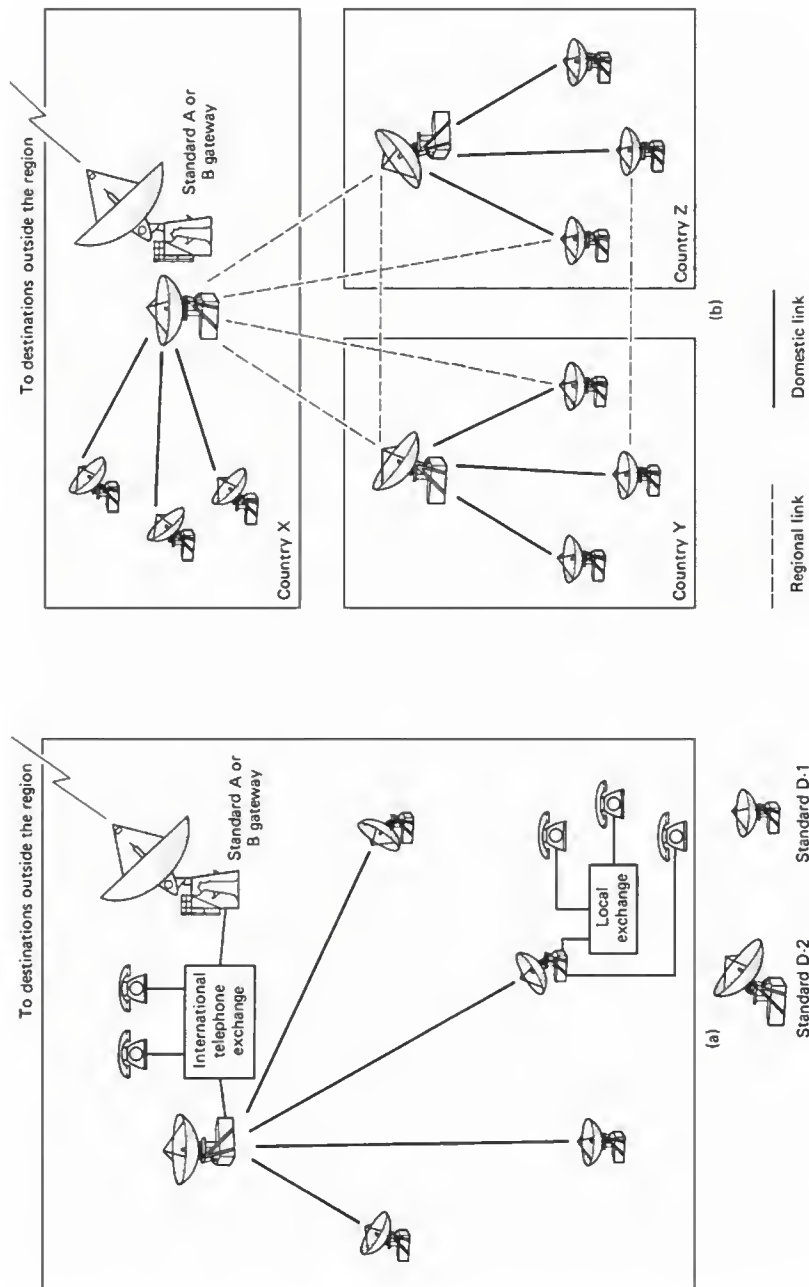 To destinations outside the region
International
telephone
exchange
Standard A or
B gateway
Local
exchange
(a)
Standard D-2
Standard D-1
To destinations outside the region
Standard A or
B gateway
Country X
Country Y
Country Z
(b)
Regional link
Domestic link